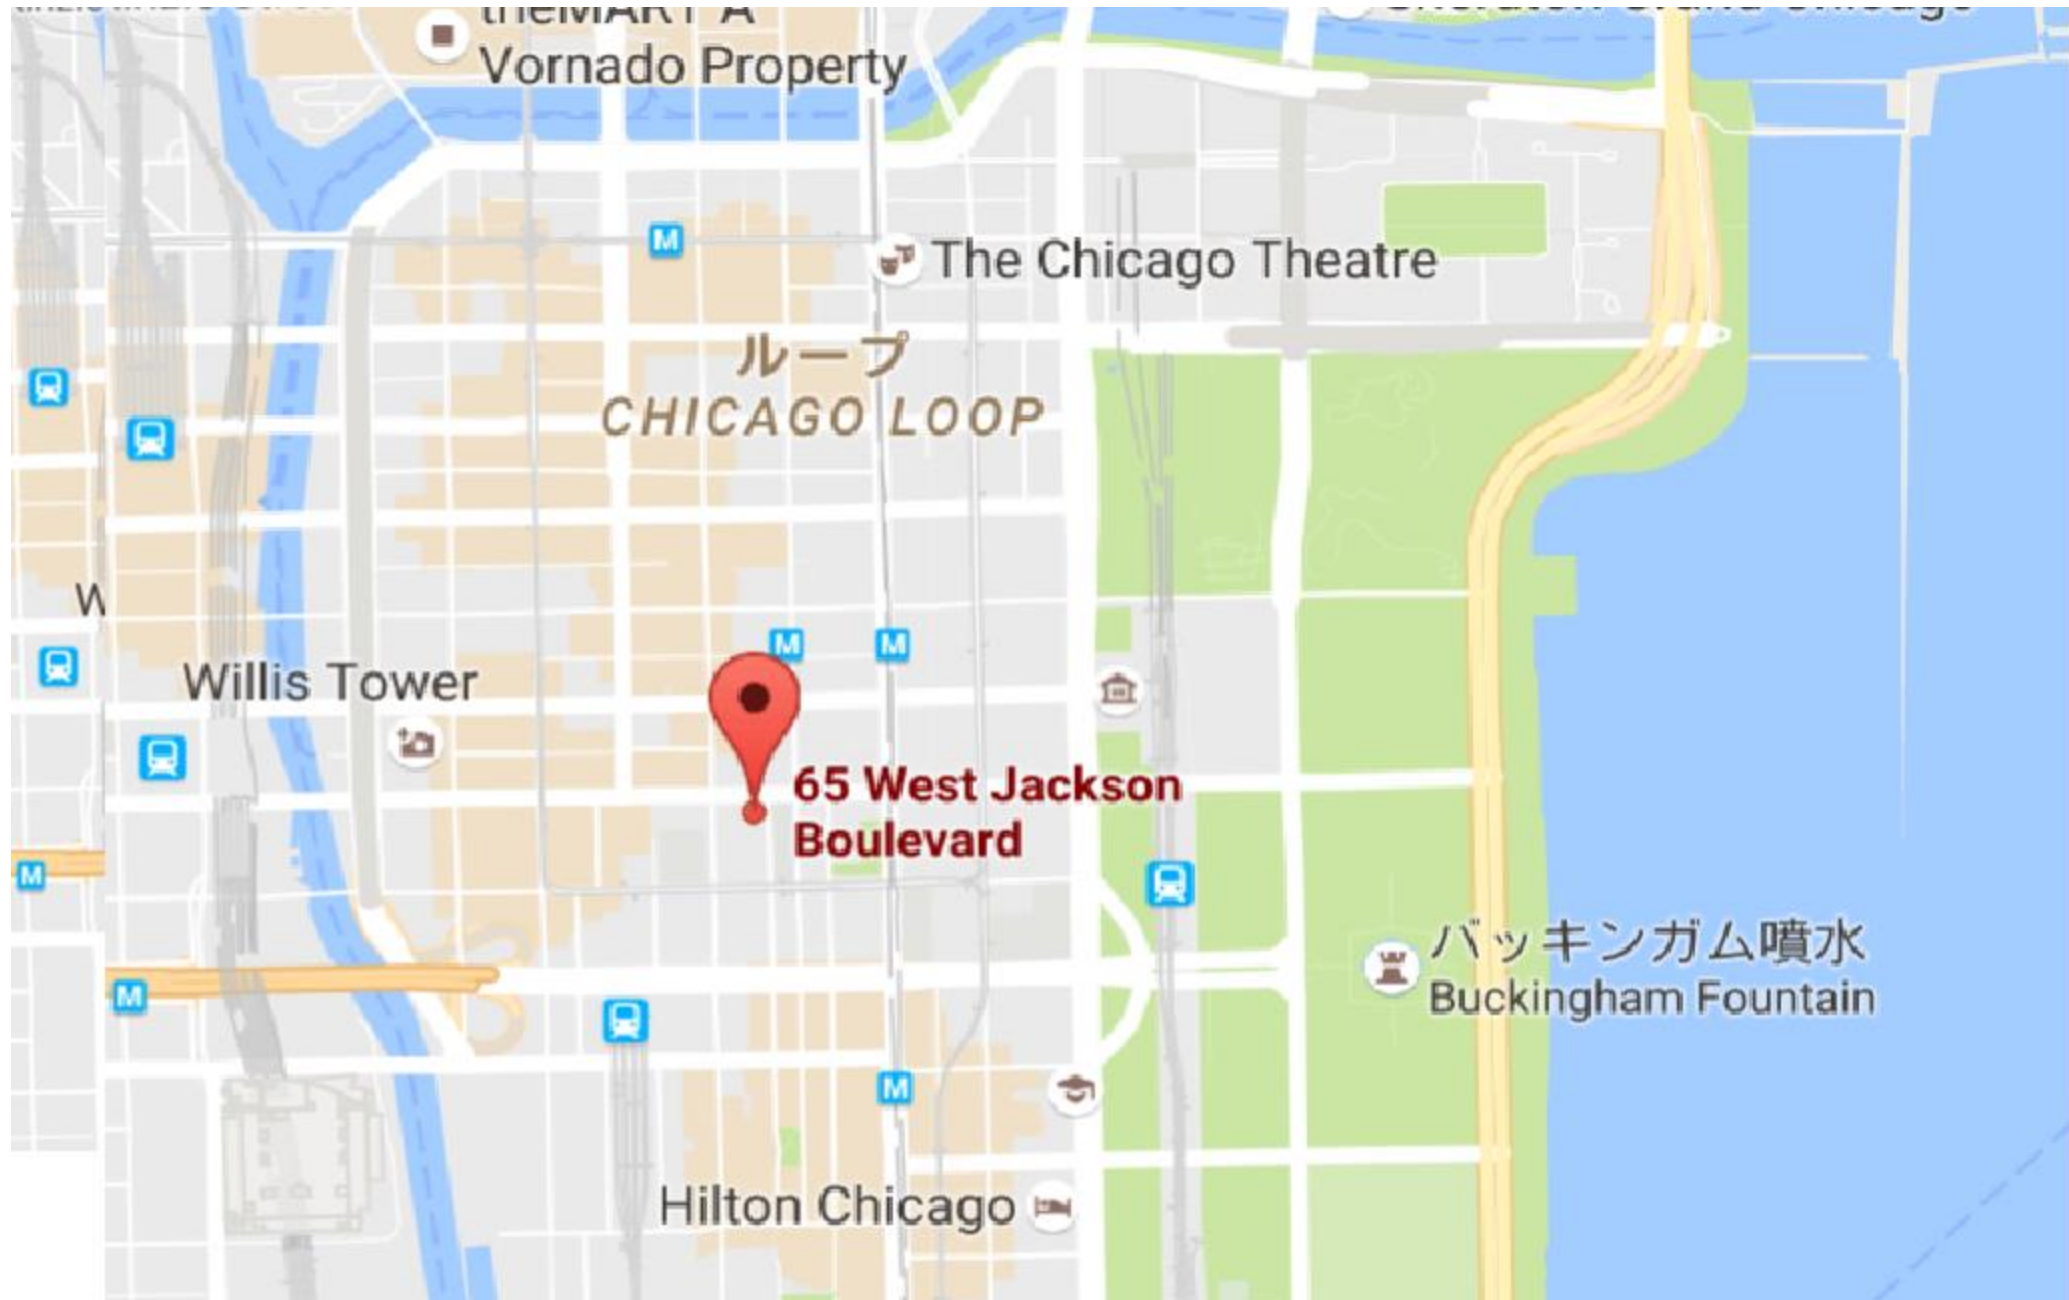 theMART A
Vornado Property
The Chicago Theatre
ループ
CHICAGO LOOP
M
M
M
W
Willis Tower
65 West Jackson
Boulevard
M
バッキンガム噴水
Buckingham Fountain
M
M
Hilton Chicago